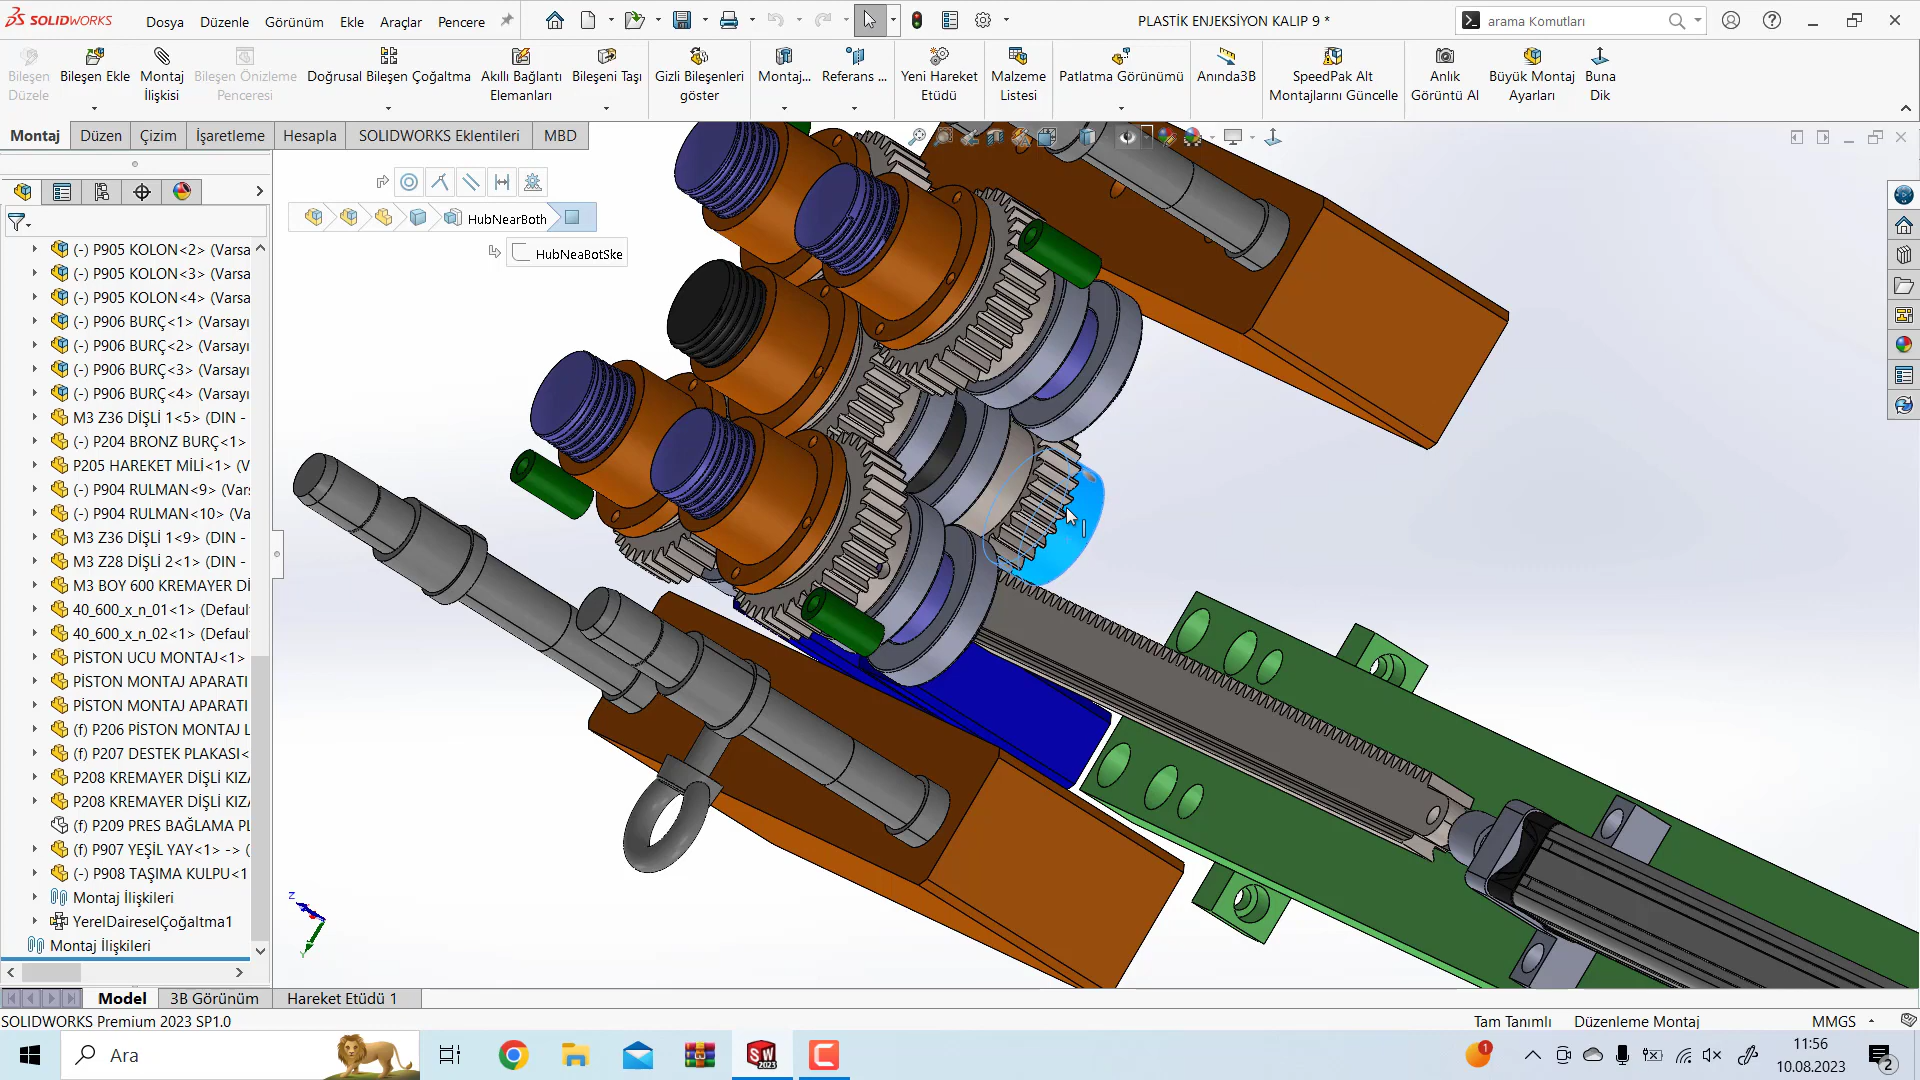 SOLIDWORKS
Dosya Düzenle Görünüm Ekle Araçlar Pencere
PLASTİK ENJEKSİYON KALIP 9 *
arama Komutları
Bileşen Düzele
Bileşen Ekle
Montaj İlişkisi
Bileşen Önizleme Penceresi
Doğrusal Bileşen Çoğaltma
Akıllı Bağlantı Elemanları
Bileşeni Taşı
Gizli Bileşenleri göster
Montaj...
Referans ...
Yeni Hareket Etüdü
Malzeme Listesi
Patlatma Görünümü
Anında3B
SpeedPak Alt Montajlarını Güncelle
Anlık Görüntü Al
Büyük Montaj Ayarları
Buna Dik
Montaj Düzen Çizim İşaretleme Hesapla SOLIDWORKS Eklentileri MBD
HubNearBoth
HubNeaBotSke
(-) P905 KOLON<2> (Varsa
(-) P905 KOLON<3> (Varsa
(-) P905 KOLON<4> (Varsa
(-) P906 BURÇ<1> (Varsayı
(-) P906 BURÇ<2> (Varsayı
(-) P906 BURÇ<3> (Varsayı
(-) P906 BURÇ<4> (Varsayı
M3 Z36 DİŞLİ 1<5> (DIN -
(-) P204 BRONZ BURÇ<1>
P205 HAREKET MİLİ<1> (V
(-) P904 RULMAN<9> (Var
(-) P904 RULMAN<10> (Va
M3 Z36 DİŞLİ 1<9> (DIN -
M3 Z28 DİŞLİ 2<1> (DIN -
M3 BOY 600 KREMAYER Dİ
40_600_x_n_01<1> (Defaul
40_600_x_n_02<1> (Defaul
PİSTON UCU MONTAJ<1>
PİSTON MONTAJ APARATI
PİSTON MONTAJ APARATI
(f) P206 PİSTON MONTAJ L
(f) P207 DESTEK PLAKASI<
P208 KREMAYER DİŞLİ KIZA
P208 KREMAYER DİŞLİ KIZA
(f) P209 PRES BAĞLAMA PL
(f) P907 YEŞİL YAY<1> -> (
(-) P908 TAŞIMA KULPU<1
Montaj İlişkileri
YerelDaireselÇoğaltma1
Montaj İlişkileri
Z
Y
Model 3B Görünüm Hareket Etüdü 1
SOLIDWORKS Premium 2023 SP1.0
Tam Tanımlı Düzenleme Montaj MMGS
Ara
SW
2023
1
11:56
10.08.2023
2